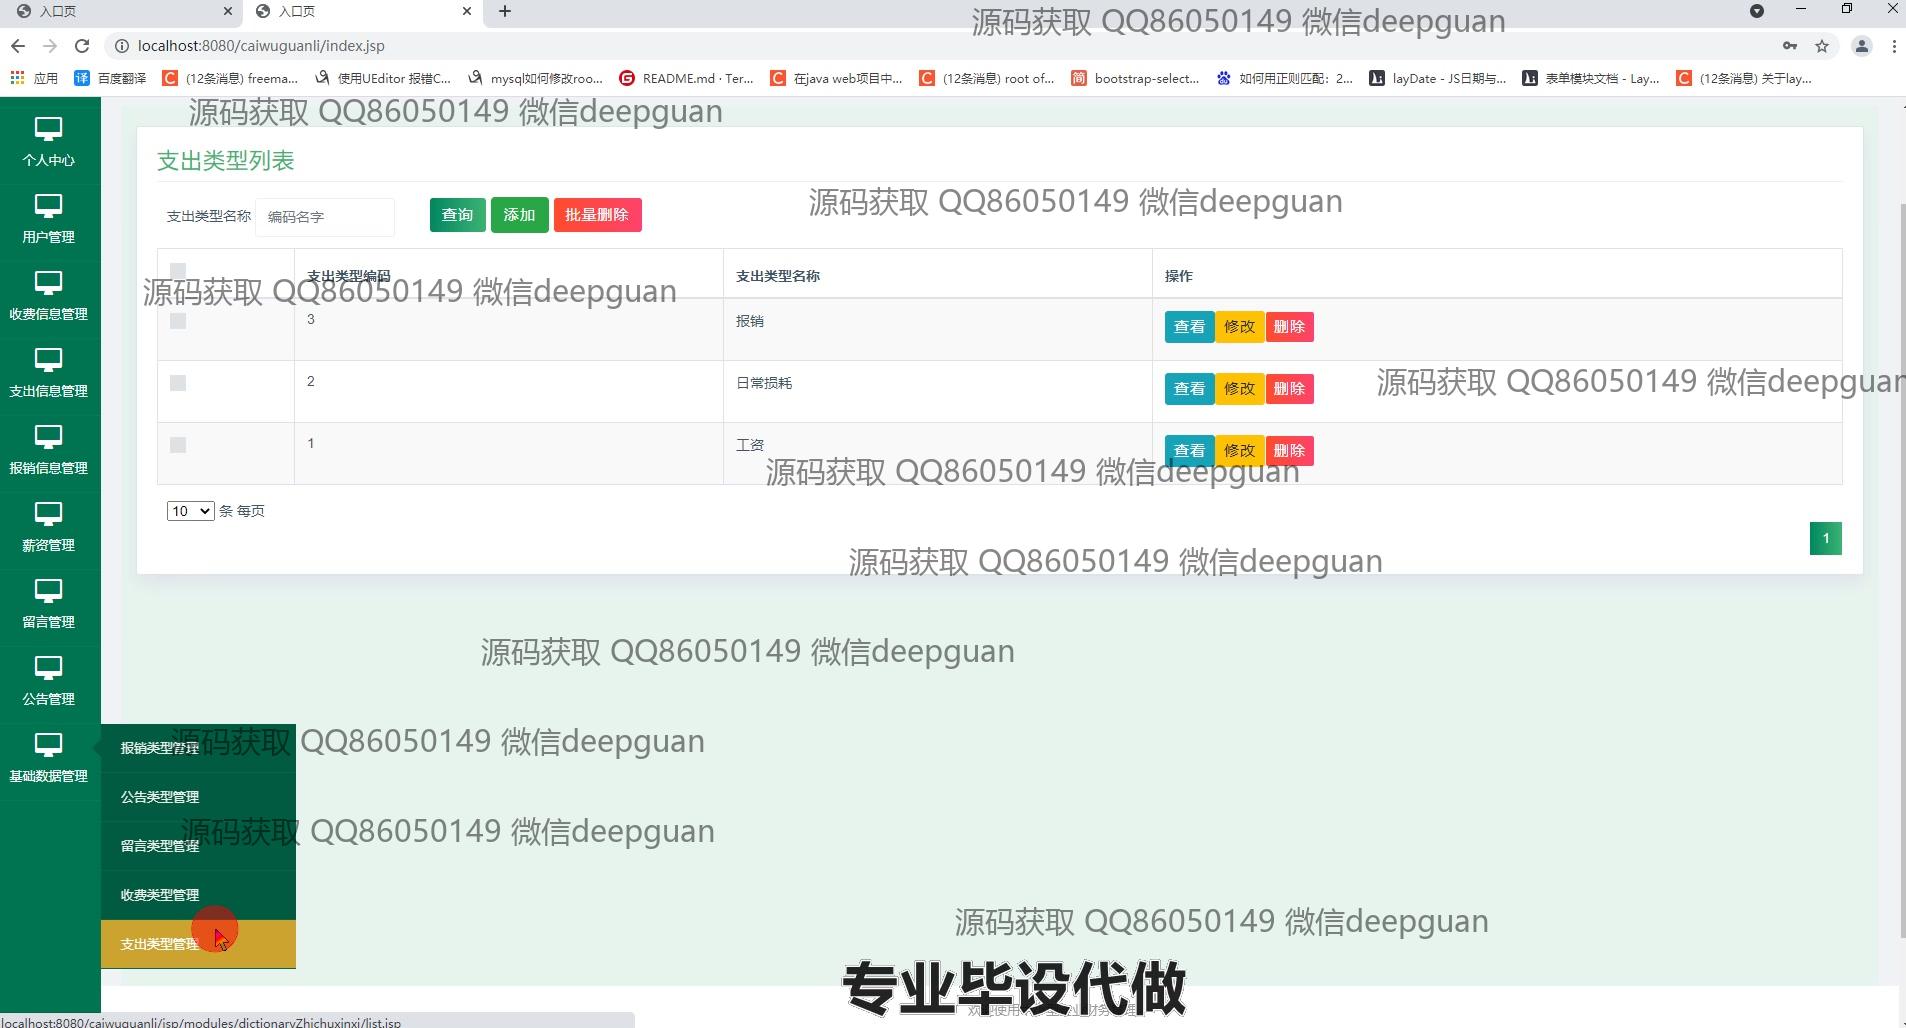 入口页
入口页
源码获取 QQ86050149 微信deepguan
localhost:8080/caiwuguanli/index.jsp
应用
百度翻译
(12条消息) freema...
使用UEditor 报错C...
mysql如何修改roo...
README.md · Ter...
在java web项目中...
(12条消息) root of...
bootstrap-select...
如何用正则匹配：2...
layDate - JS日期与...
表单模块文档 - Lay...
(12条消息) 关于lay...
源码获取 QQ86050149 微信deepguan
个人中心
用户管理
收费信息管理
支出信息管理
报销信息管理
薪资管理
留言管理
公告管理
基础数据管理
支出类型列表
支出类型名称 编码名字 查询 添加 批量删除
源码获取 QQ86050149 微信deepguan
支出类型编码 支出类型名称 操作
源码获取 QQ86050149 微信deepguan
3 报销 查看 修改 删除
2 日常损耗 查看 修改 删除
源码获取 QQ86050149 微信deepguan
1 工资 查看 修改 删除
源码获取 QQ86050149 微信deepguan
10 条 每页
1
源码获取 QQ86050149 微信deepguan
源码获取 QQ86050149 微信deepguan
报销类型管理
源码获取 QQ86050149 微信deepguan
公告类型管理
源码获取 QQ86050149 微信deepguan
留言类型管理
收费类型管理
源码获取 QQ86050149 微信deepguan
支出类型管理
专业毕设代做
localhost:8080/caiwuguanli/jsp/modules/dictionaryZhichuxinxi/list.jsp